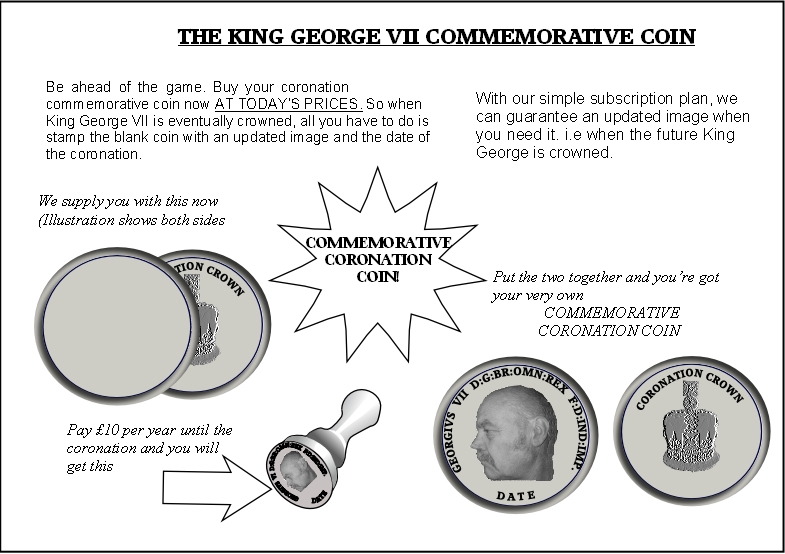 THE KING GEORGE VII COMMEMORATIVE COIN
Be ahead of the game. Buy your coronation
commemorative coin now AT TODAY'S PRICES. So when
King George VII is eventually crowned, all you have to do is
stamp the blank coin with an updated image and the date of
the coronation.
With our simple subscription plan, we
can guarantee an updated image when
you need it. i.e when the future King
George is crowned.
We supply you with this now
(Illustration shows both sides
TION CROWN
COMMEMORATIVE
CORONATION
COIN!
Put the two together and you're got
your very own
COMMEMORATIVE
CORONATION COIN
Pay £10 per year until the
coronation and you will
get this
GEORGIVS VII D:G:BR:OMN:REX F:D:IND:IMP.
DATE
CORONATION CROWN